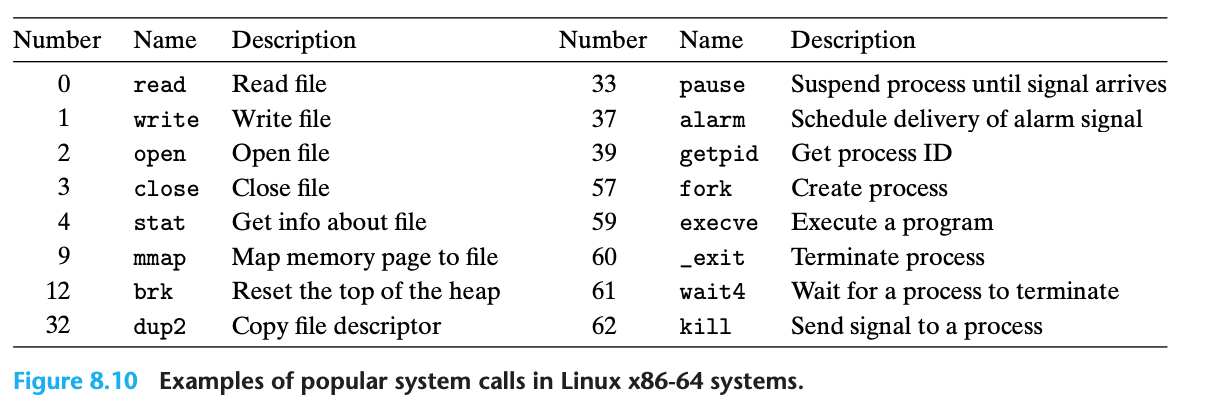 Number Name Description Number Name Description
0 read Read file 33 pause Suspend process until signal arrives
1 write Write file 37 alarm Schedule delivery of alarm signal
2 open Open file 39 getpid Get process ID
3 close Close file 57 fork Create process
4 stat Get info about file 59 execve Execute a program
9 mmap Map memory page to file 60 _exit Terminate process
12 brk Reset the top of the heap 61 wait4 Wait for a process to terminate
32 dup2 Copy file descriptor 62 kill Send signal to a process
Figure 8.10 Examples of popular system calls in Linux x86-64 systems.